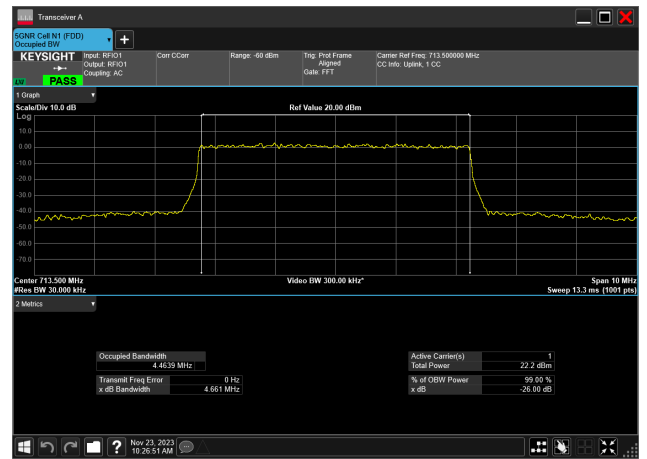 Transceiver A
5GNR Cell N1 (FDD)
Occupied BW
KEYSIGHT
LW PASS
Input: RFIO1
Output: RFIO1
Coupling: AC
Corr CCorr
Range: -60 dBm
Trig: Prot Frame
Aligned
Gate: FFT
Carrier Ref Freq: 713.500000 MHz
CC Info: Uplink, 1 CC
1 Graph
Scale/Div 10.0 dB
Ref Value 20.00 dBm
Log
10.0
0.00
-10.0
-20.0
-30.0
-40.0
-50.0
-60.0
-70.0
Center 713.500 MHz
Video BW 300.00 kHz*
Span 10 MHz
#Res BW 30.000 kHz
Sweep 13.3 ms (1001 pts)
2 Metrics
Occupied Bandwidth
4.4639 MHz
Active Carrier(s) 1
Total Power 22.2 dBm
Transmit Freq Error 0 Hz
x dB Bandwidth 4.661 MHz
% of OBW Power 99.00 %
x dB -26.00 dB
Nov 23, 2023
10:26:51 AM